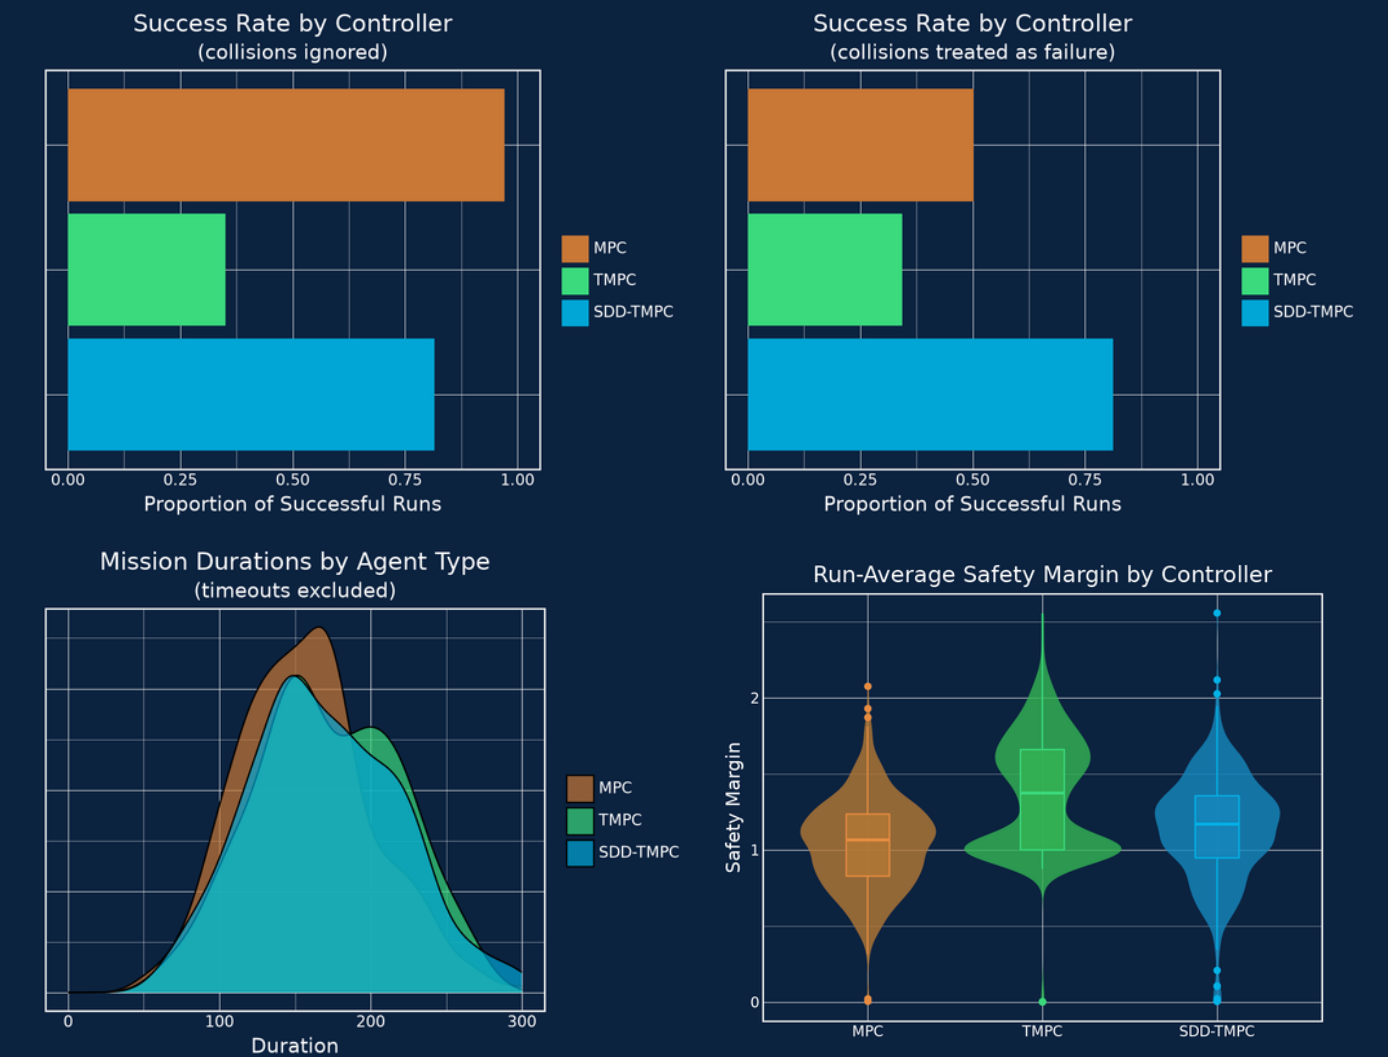 Success Rate by Controller
(collisions ignored)
MPC
TMPC
SDD-TMPC
0.00 0.25 0.50 0.75 1.00
Proportion of Successful Runs
Success Rate by Controller
(collisions treated as failure)
MPC
TMPC
SDD-TMPC
0.00 0.25 0.50 0.75 1.00
Proportion of Successful Runs
Mission Durations by Agent Type
(timeouts excluded)
MPC
TMPC
SDD-TMPC
0 100 200 300
Duration
Run-Average Safety Margin by Controller
Safety Margin
2
1
0
MPC TMPC SDD-TMPC